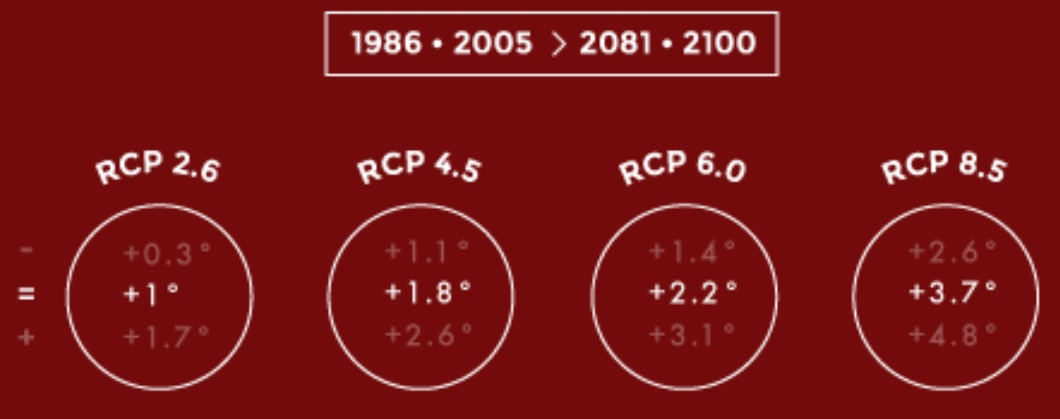 1986 • 2005 > 2081 • 2100
RCP 2.6 RCP 4.5 RCP 6.0 RCP 8.5
- +0.3° +1.1° +1.4° +2.6°
= +1° +1.8° +2.2° +3.7°
+ +1.7° +2.6° +3.1° +4.8°